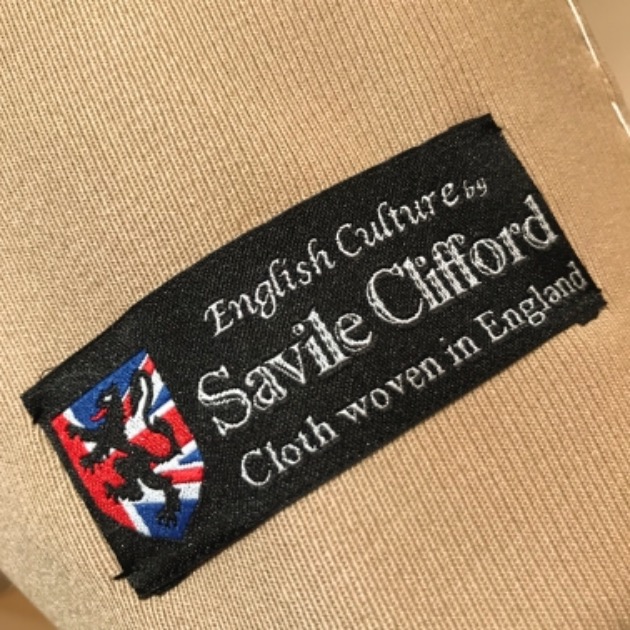 English Culture by
Savile Clifford
Cloth woven in England